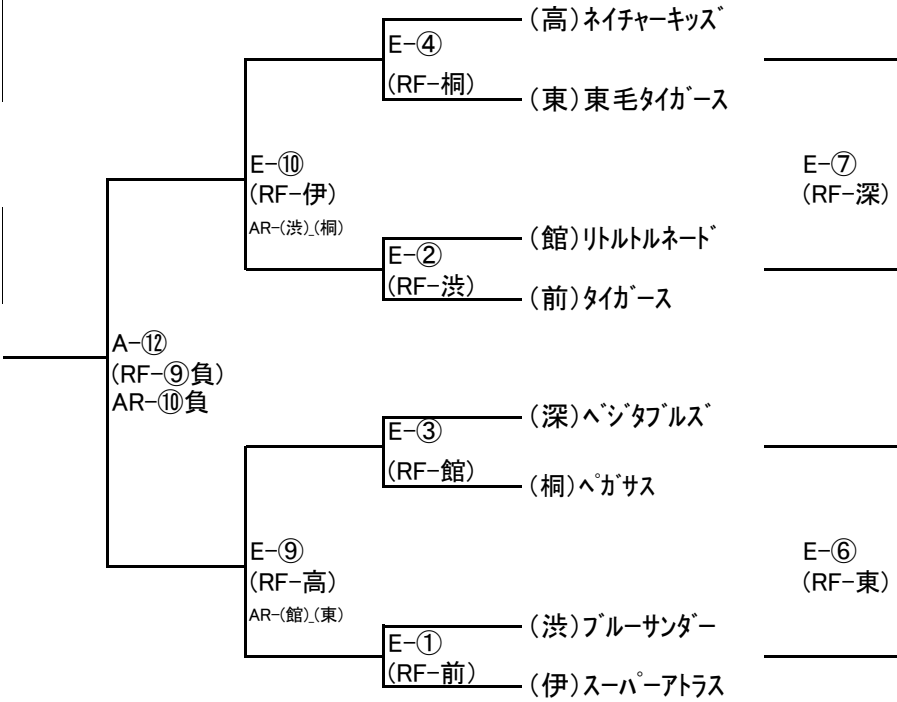 (高)ネイチャーキッズ
E-④
(RF-桐)
(東)東毛タイガース
E-⑩
(RF-伊)
AR-(渋)_(桐)
E-⑦
(RF-深)
(館)リトルトルネード
E-②
(RF-渋)
(前)タイガース
A-⑫
(RF-⑨負)
AR-⑩負
(深)ベジタブルズ
E-③
(RF-館)
(桐)ペガサス
E-⑨
(RF-高)
AR-(館)_(東)
E-⑥
(RF-東)
(渋)ブルーサンダー
E-①
(RF-前)
(伊)スーパーアトラス